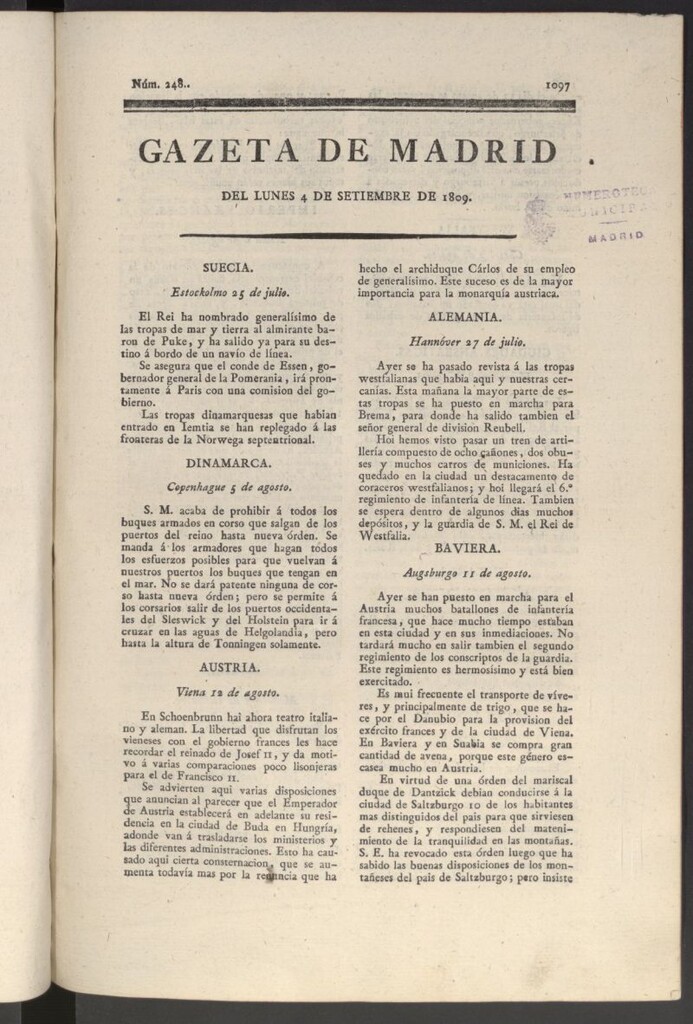 Núm. 248..
1097
GAZETA DE MADRID
DEL LUNES 4 DE SETIEMBRE DE 1809.
MADRID
SUECIA.
Estockolmo 25 de julio.
El Rei ha nombrado generalísimo de
las tropas de mar y tierra al almirante ba-
ron de Puke, y ha salido ya para su des-
tino á bordo de un navío de línea.
Se asegura que el conde de Essen, go-
bernador general de la Pomerania, irá pron-
tamente á Paris con una comision del go-
bierno.
Las tropas dinamarquesas que habian
entrado en Iemtia se han replegado á las
fronteras de la Norwega septentrional.
DINAMARCA.
Copenhague 5 de agosto.
S. M. acaba de prohibir á todos los
buques armados en corso que salgan de los
puertos del reino hasta nueva órden. Se
manda á los armadores que hagan todos
los esfuerzos posibles para que vuelvan á
nuestros puertos los buques que tengan en
el mar. No se dará patente ninguna de cor-
so hasta nueva órden; pero se permite á
los corsarios salir de los puertos occidenta-
les del Sleswick y del Holstein para ir á
cruzar en las aguas de Helgolandia, pero
hasta la altura de Tonningen solamente.
AUSTRIA.
Viena 12 de agosto.
En Schoenbrunn hai ahora teatro italia-
no y aleman. La libertad que disfrutan los
vieneses con el gobierno frances les hace
recordar el reinado de Josef II, y da moti-
vo á varias comparaciones poco lisonjeras
para el de Francisco II.
Se advierten aqui varias disposiciones
que anuncian al parecer que el Emperador
de Austria establecerá en adelante su resi-
dencia en la ciudad de Buda en Hungría,
adonde van á trasladarse los ministerios y
las diferentes administraciones. Esto ha cau-
sado aqui cierta consternacion, que se au-
menta todavía mas por la renuncia que ha
hecho el archiduque Cárlos de su empleo
de generalísimo. Este suceso es de la mayor
importancia para la monarquía austriaca.
ALEMANIA.
Hannóver 27 de julio.
Ayer se ha pasado revista á las tropas
westfalianas que habia aqui y nuestras cer-
canías. Esta mañana la mayor parte de es-
tas tropas se ha puesto en marcha para
Brema, para donde ha salido tambien el
señor general de division Reubell.
Hoi hemos visto pasar un tren de arti-
llería compuesto de ocho cañones, dos obu-
ses y muchos carros de municiones. Ha
quedado en la ciudad un destacamento de
coraceros westfalianos; y hoi llegará el 6.º
regimiento de infantería de línea. Tambien
se espera dentro de algunos dias muchos
depósitos, y la guardia de S. M. el Rei de
Westfalia.
BAVIERA.
Augsburgo 11 de agosto.
Ayer se han puesto en marcha para el
Austria muchos batallones de infantería
francesa, que hace mucho tiempo estaban
en esta ciudad y en sus inmediaciones. No
tardará mucho en salir tambien el segundo
regimiento de los conscriptos de la guardia.
Este regimiento es hermosísimo y está bien
exercitado.
Es mui frecuente el transporte de víve-
res, y principalmente de trigo, que se ha-
ce por el Danubio para la provision del
exército frances y de la ciudad de Viena.
En Baviera y en Suabia se compra gran
cantidad de avena, porque este género es-
casea mucho en Austria.
En virtud de una órden del mariscal
duque de Dantzick debian conducirse á la
ciudad de Saltzburgo 10 de los habitantes
mas distinguidos del pais para que sirviesen
de rehenes, y respondiesen del manteni-
miento de la tranquilidad en las montañas.
S. E. ha revocado esta órden luego que ha
sabido las buenas disposiciones de los mon-
tañeses del pais de Saltzburgo; pero insiste